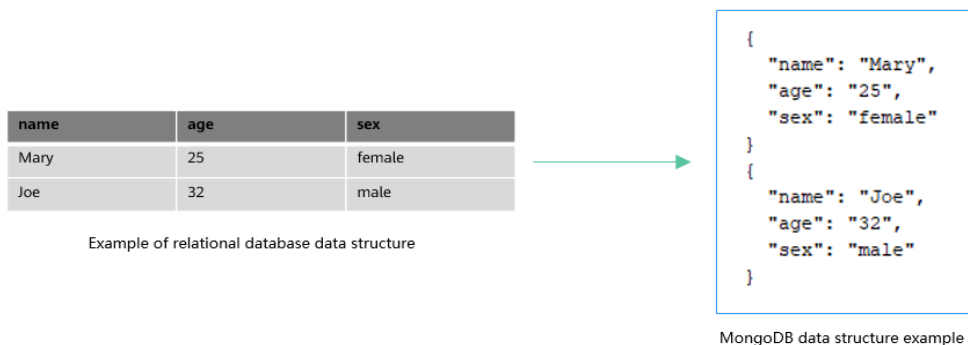 name age sex
Mary 25 female
Joe 32 male
Example of relational database data structure
{
"name": "Mary",
"age": "25",
"sex": "female"
}
{
"name": "Joe",
"age": "32",
"sex": "male"
}
MongoDB data structure example